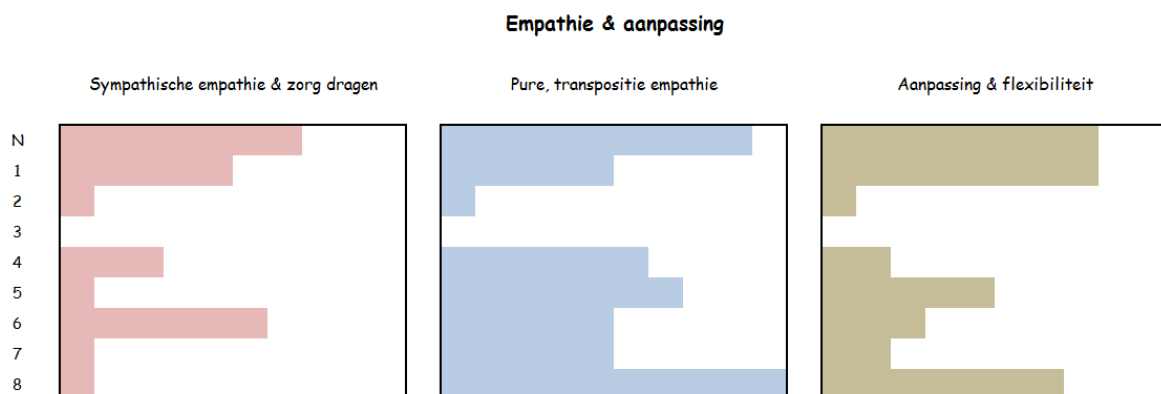 Empathie & aanpassing
Sympathische empathie & zorg dragen
Pure, transpositie empathie
Aanpassing & flexibiliteit
N
1
2
3
4
5
6
7
8